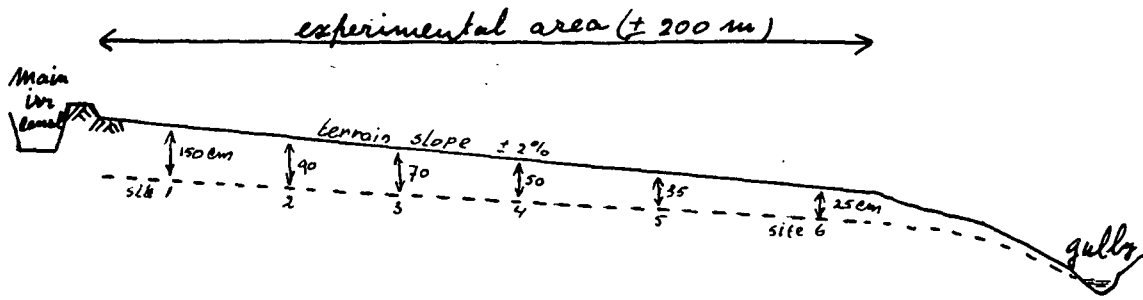 experimental area (± 200 m)
Main
irr
canal
terrain slope ± 2%
150 cm
90
70
50
35
25 cm
site 1
2
3
4
5
site 6
gully